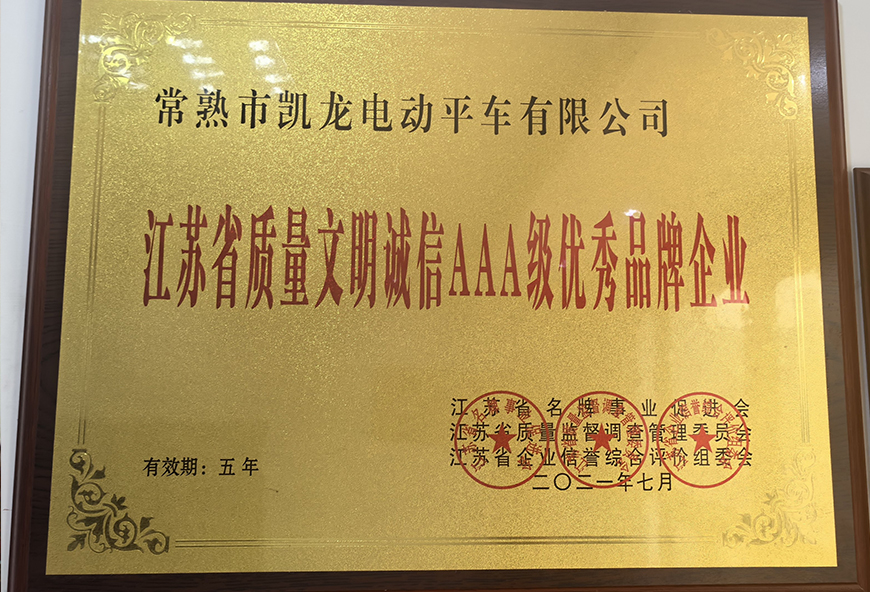 常熟市凯龙电动平车有限公司
江苏省质量文明诚信AAA级优秀品牌企业
江苏省名牌事业促进会
江苏省质量监督调查管理委员会
江苏省企业信誉综合评价组委会
有效期：五年
二〇二一年七月